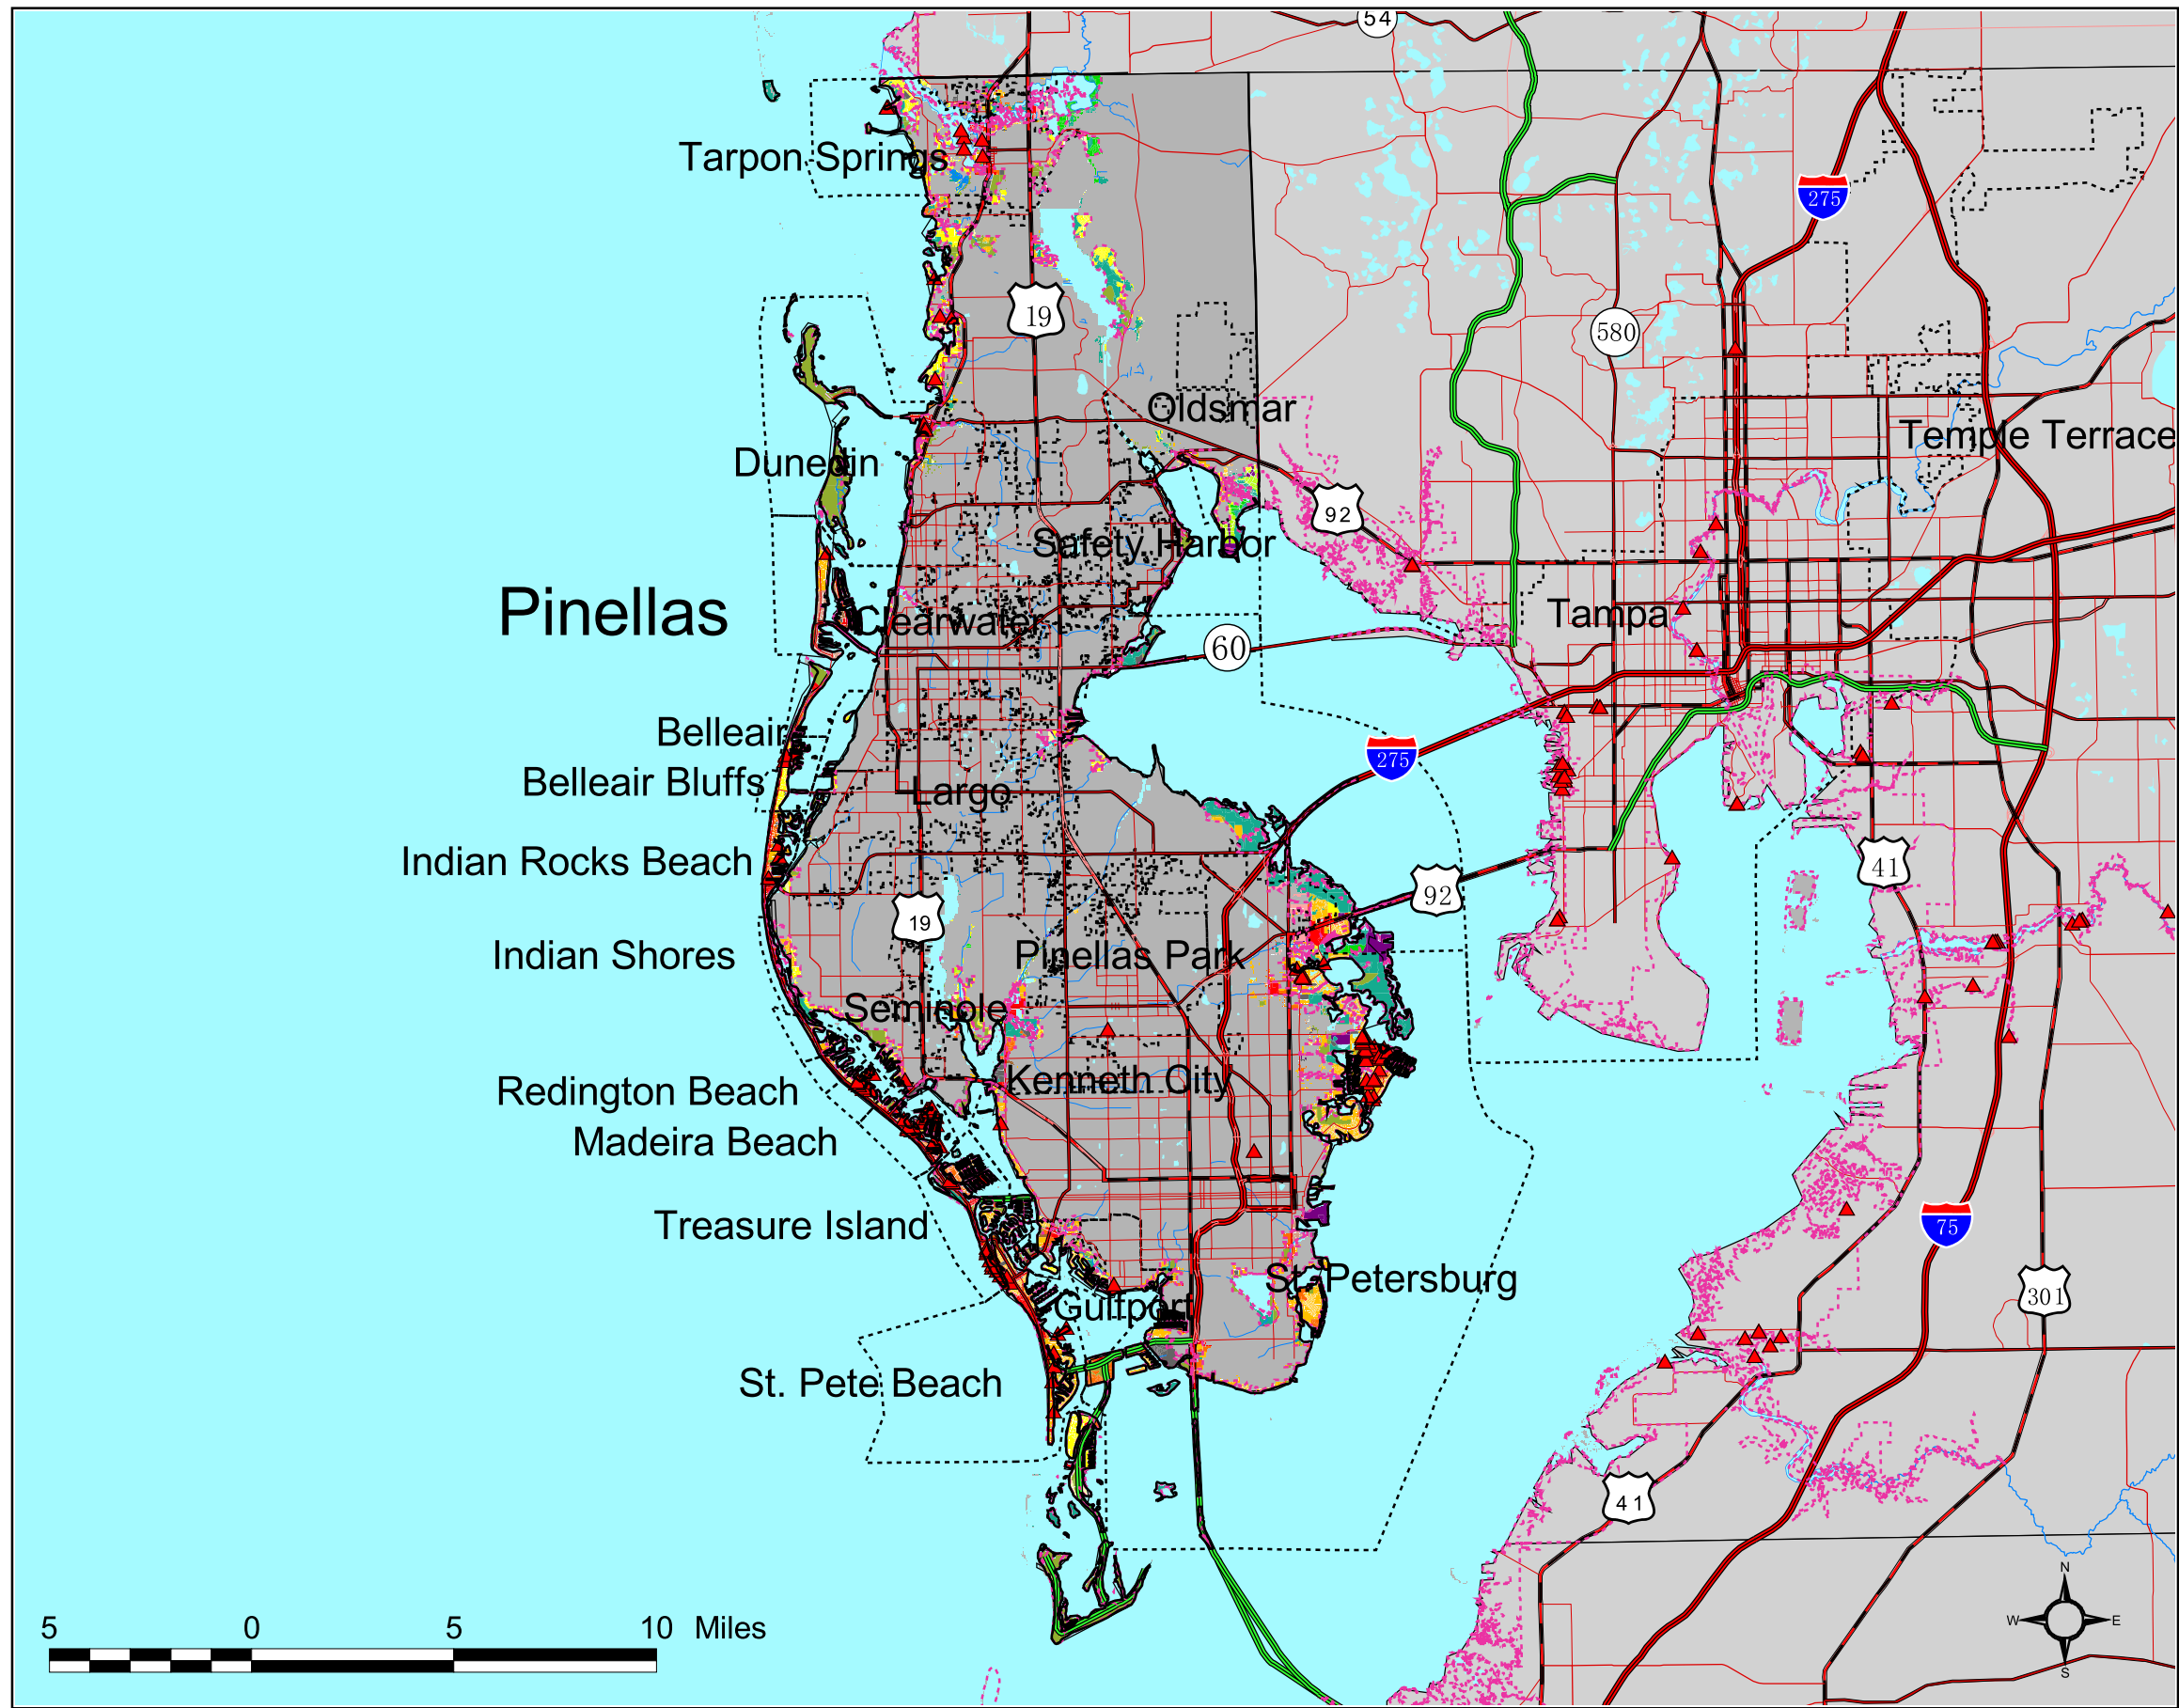 54
Tarpon Springs
275
19
580
Oldsmar
Temple Terrace
Dunedin
92
Safety Harbor
Pinellas
Clearwater
Tampa
60
Belleair
275
Belleair Bluffs
Largo
Indian Rocks Beach
41
92
19
Indian Shores
Pinellas Park
Seminole
Kenneth City
Redington Beach
Madeira Beach
Treasure Island
75
St. Petersburg
301
Gulfport
St. Pete Beach
41
N
W E
S
5 0 5 10 Miles